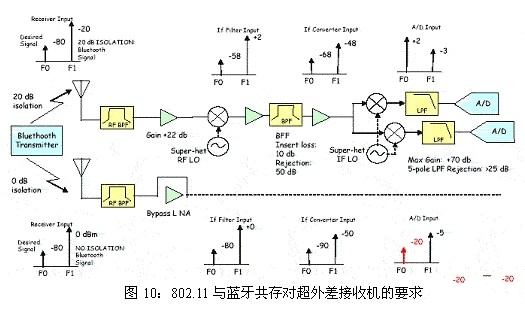 Receiver Input
-20
Desired
Signal
-80
20 dB ISOLATION:
Bluetooth
Signal
F0
F1
If Filter Input
+2
-58
F0
F1
If Converter Input
-48
-68
F0
F1
A/D Input
+2
-3
F0
F1
20 dB
isolation
Bluethooth
Transmitter
0 dB
isolation
RF BPF
Gain +22 db
Super-het
RF LO
BPF
BFF
Insert loss:
10 db
Rejection:
50 dB
Super-het
IF LO
LPF
A/D
LPF
A/D
Max Gain: +70 db
5-pole LPF Rejection: >25 dB
RF BPF
Bypass L NA
Receiver Input
0 dBm
Desired
Signal
-80
NO ISOLATION:
Bluetooth
Signal
F0
F1
If Filter Input
+0
-80
F0
F1
If Converter Input
-50
-90
F0
F1
A/D Input
-5
-20
F0
F1
-20 — -20
图 10：802.11 与蓝牙共存对超外差接收机的要求